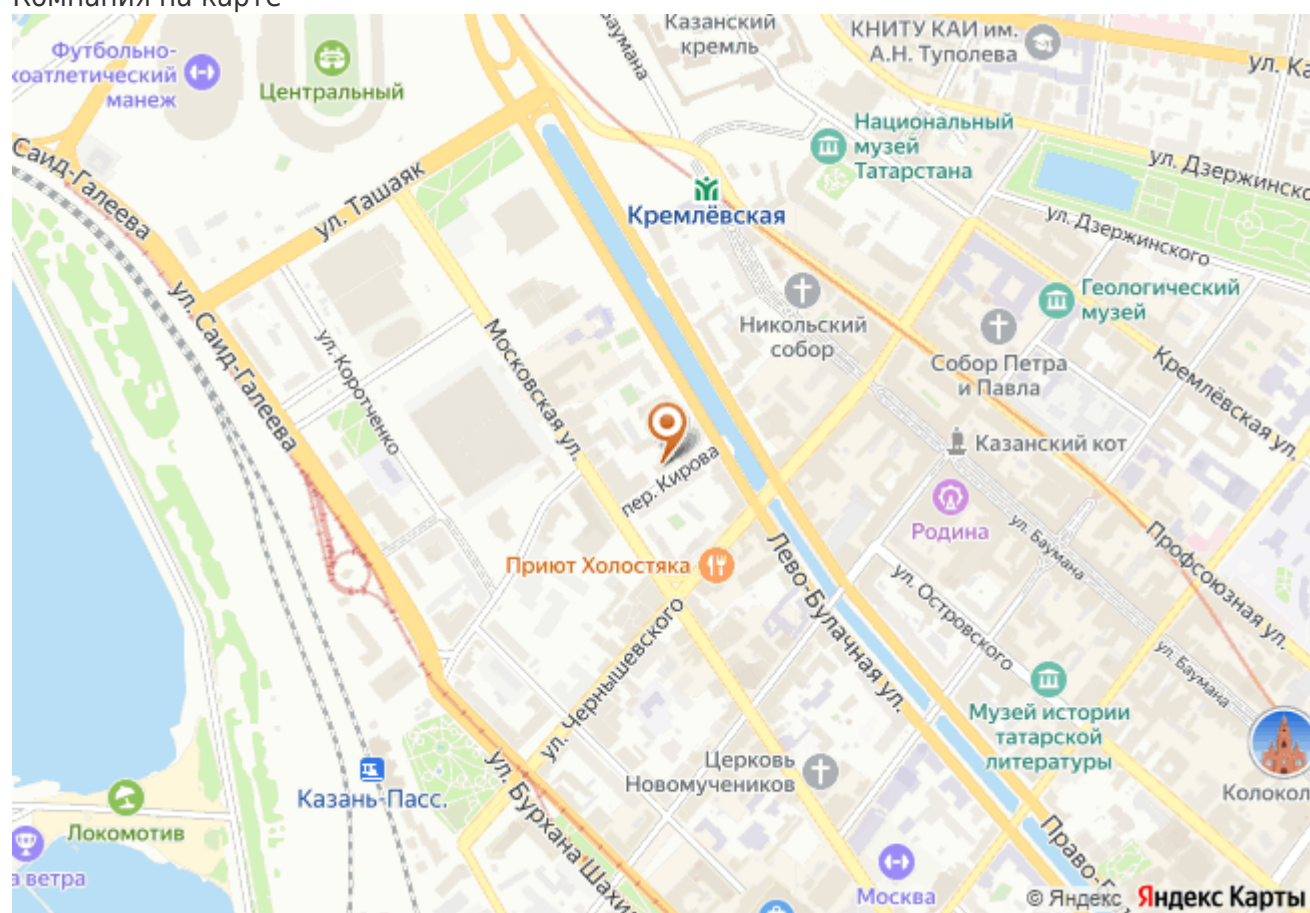 Компания на карте
Футбольно-
коатлетический
манеж
Центральный
Баумана
Казанский
кремль
КНИТУ КАИ им.
А.Н. Туполева
ул. Ка
Национальный
музей
Татарстана
ул. Дзержинско
ул. Дзержинского
Саид-Галеева
ул. Ташаяк
Кремлёвская
ул. Саид-Галеева
ул. Коротченко
Московская ул.
Никольский
собор
Геологический
музей
Собор Петра
и Павла
Кремлёвская ул.
Казанский кот
пер. Кирова
Родина
ул. Баумана
Профсоюзная ул.
Приют Холостяка
Лево-Булачная ул.
ул. Островского
ул. Чернышевского
ул. Баумана
Музей истории
татарской
литературы
Церковь
Новомучеников
Колокол
Казань-Пасс.
ул. Бурхана Шахи
Локомотив
а ветра
Москва
Право-
© Яндекс Яндекс Карты